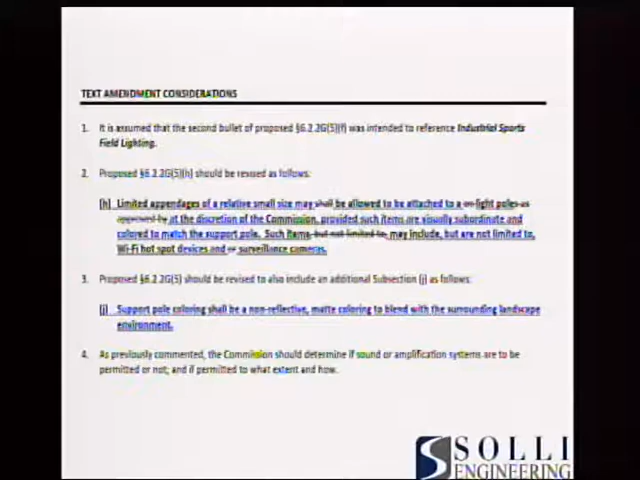 TEXT AMENDMENT CONSIDERATIONS
1. It is assumed that the second bullet of proposed §6.2.2G(5)(f) was intended to reference Industrial Sports
Field Lighting.
2. Proposed §6.2.2G(5)(h) should be revised as follows:
(h) Limited appendages of a relative small size may shall be allowed to be attached to a on light poles as
approved by at the discretion of the Commission, provided such items are visually subordinate and
colored to match the support pole. Such items, but not limited to, may include, but are not limited to,
Wi-Fi hot spot devices and or surveillance cameras.
3. Proposed §6.2.2G(5) should be revised to also include an additional Subsection (j) as follows:
(j) Support pole coloring shall be a non-reflective, matte coloring to blend with the surrounding landscape
environment.
4. As previously commented, the Commission should determine if sound or amplification systems are to be
permitted or not; and if permitted to what extent and how.
SOLLI
ENGINEERING